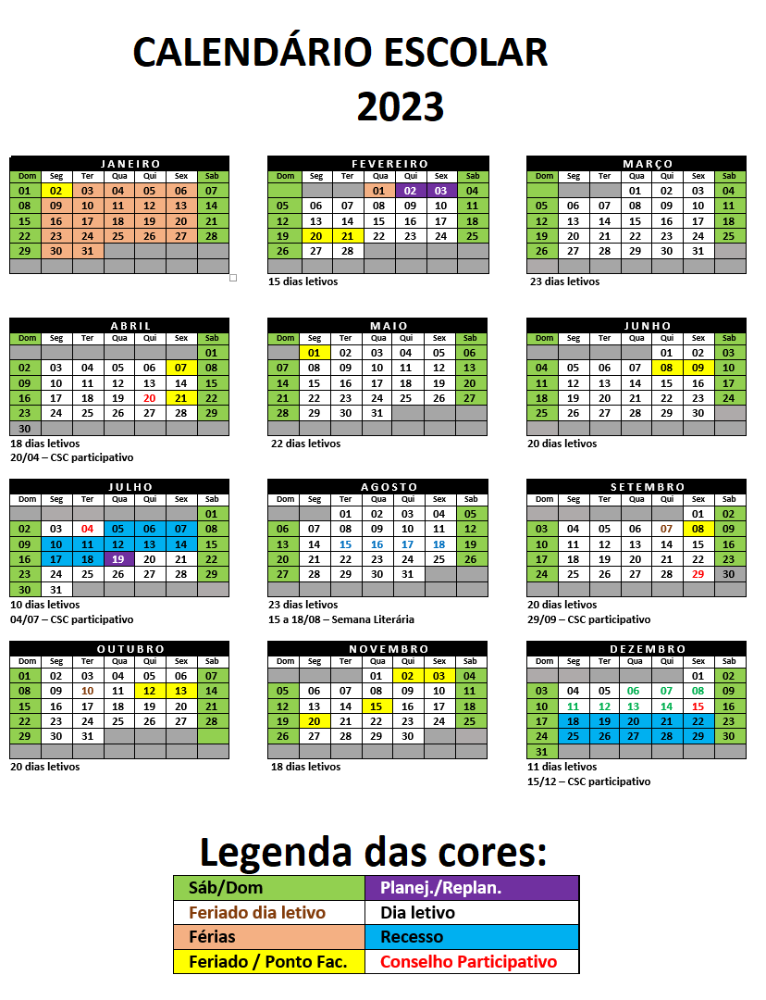 CALENDÁRIO ESCOLAR
2023
JANEIRO
Dom Seg Ter Qua Qui Sex Sab
01 02 03 04 05 06 07
08 09 10 11 12 13 14
15 16 17 18 19 20 21
22 23 24 25 26 27 28
29 30 31
FEVEREIRO
Dom Seg Ter Qua Qui Sex Sab
01 02 03 04
05 06 07 08 09 10 11
12 13 14 15 16 17 18
19 20 21 22 23 24 25
26 27 28
15 dias letivos
MARÇO
Dom Seg Ter Qua Qui Sex Sab
01 02 03 04
05 06 07 08 09 10 11
12 13 14 15 16 17 18
19 20 21 22 23 24 25
26 27 28 29 30 31
23 dias letivos
ABRIL
Dom Seg Ter Qua Qui Sex Sab
01
02 03 04 05 06 07 08
09 10 11 12 13 14 15
16 17 18 19 20 21 22
23 24 25 26 27 28 29
30
18 dias letivos
20/04 – CSC participativo
MAIO
Dom Seg Ter Qua Qui Sex Sab
01 02 03 04 05 06
07 08 09 10 11 12 13
14 15 16 17 18 19 20
21 22 23 24 25 26 27
28 29 30 31
22 dias letivos
JUNHO
Dom Seg Ter Qua Qui Sex Sab
01 02 03
04 05 06 07 08 09 10
11 12 13 14 15 16 17
18 19 20 21 22 23 24
25 26 27 28 29 30
20 dias letivos
JULHO
Dom Seg Ter Qua Qui Sex Sab
01
02 03 04 05 06 07 08
09 10 11 12 13 14 15
16 17 18 19 20 21 22
23 24 25 26 27 28 29
30 31
10 dias letivos
04/07 – CSC participativo
AGOSTO
Dom Seg Ter Qua Qui Sex Sab
01 02 03 04 05
06 07 08 09 10 11 12
13 14 15 16 17 18 19
20 21 22 23 24 25 26
27 28 29 30 31
23 dias letivos
15 a 18/08 – Semana Literária
SETEMBRO
Dom Seg Ter Qua Qui Sex Sab
01 02
03 04 05 06 07 08 09
10 11 12 13 14 15 16
17 18 19 20 21 22 23
24 25 26 27 28 29 30
20 dias letivos
29/09 – CSC participativo
OUTUBRO
Dom Seg Ter Qua Qui Sex Sab
01 02 03 04 05 06 07
08 09 10 11 12 13 14
15 16 17 18 19 20 21
22 23 24 25 26 27 28
29 30 31
20 dias letivos
NOVEMBRO
Dom Seg Ter Qua Qui Sex Sab
01 02 03 04
05 06 07 08 09 10 11
12 13 14 15 16 17 18
19 20 21 22 23 24 25
26 27 28 29 30
18 dias letivos
DEZEMBRO
Dom Seg Ter Qua Qui Sex Sab
01 02
03 04 05 06 07 08 09
10 11 12 13 14 15 16
17 18 19 20 21 22 23
24 25 26 27 28 29 30
31
11 dias letivos
15/12 – CSC participativo
Legenda das cores:
Sáb/Dom Planej./Replan.
Feriado dia letivo Dia letivo
Férias Recesso
Feriado / Ponto Fac. Conselho Participativo